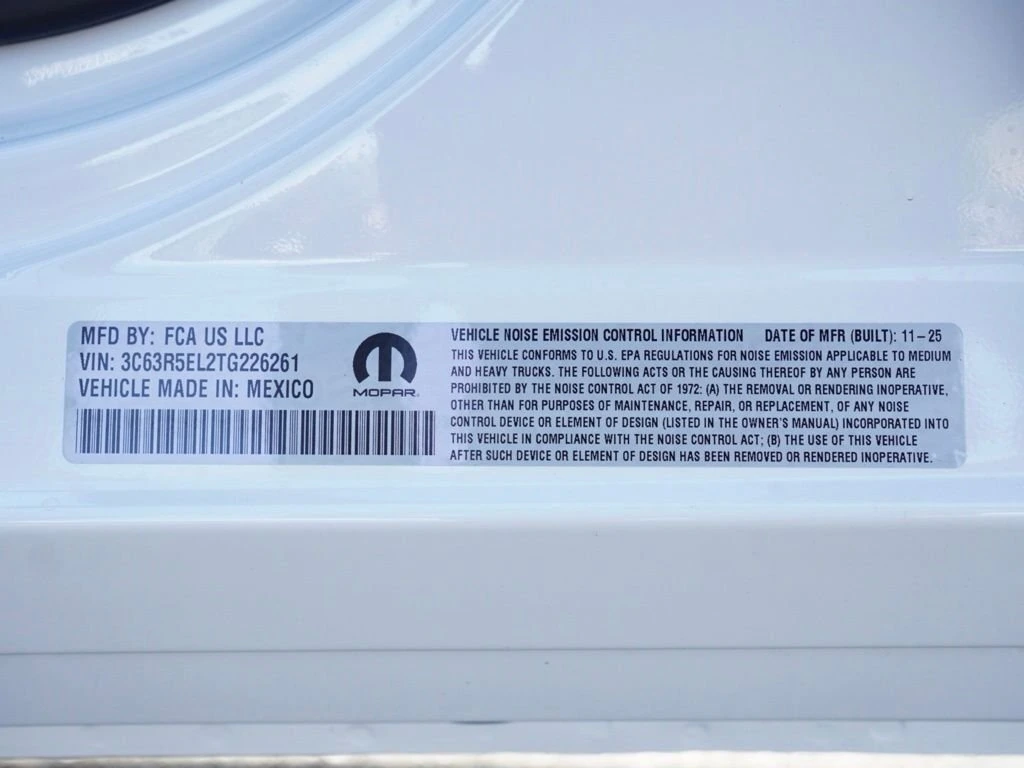 MFD BY: FCA US LLC
VIN: 3C63R5EL2TG226261
VEHICLE MADE IN: MEXICO
MOPAR
VEHICLE NOISE EMISSION CONTROL INFORMATION DATE OF MFR (BUILT): 11-25
THIS VEHICLE CONFORMS TO U.S. EPA REGULATIONS FOR NOISE EMISSION APPLICABLE TO MEDIUM
AND HEAVY TRUCKS. THE FOLLOWING ACTS OR THE CAUSING THEREOF BY ANY PERSON ARE
PROHIBITED BY THE NOISE CONTROL ACT OF 1972: (A) THE REMOVAL OR RENDERING INOPERATIVE,
OTHER THAN FOR PURPOSES OF MAINTENANCE, REPAIR, OR REPLACEMENT, OF ANY NOISE
CONTROL DEVICE OR ELEMENT OF DESIGN (LISTED IN THE OWNER'S MANUAL) INCORPORATED INTO
THIS VEHICLE IN COMPLIANCE WITH THE NOISE CONTROL ACT; (B) THE USE OF THIS VEHICLE
AFTER SUCH DEVICE OR ELEMENT OF DESIGN HAS BEEN REMOVED OR RENDERED INOPERATIVE.